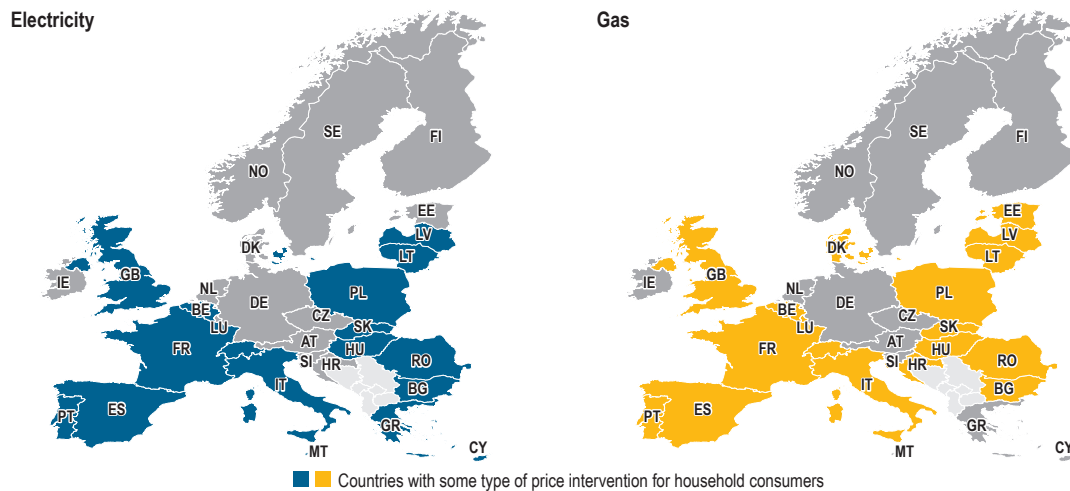 Electricity
SE
FI
NO
EE
LV
DK
LT
IE
GB
NL
DE
PL
BE
LU
CZ
SK
FR
AT
HU
SI
HR
RO
IT
BG
PT
ES
GR
MT
CY
Gas
SE
FI
NO
EE
LV
DK
LT
IE
GB
NL
DE
PL
BE
LU
CZ
SK
FR
AT
HU
SI
HR
RO
IT
BG
PT
ES
GR
MT
CY
Countries with some type of price intervention for household consumers